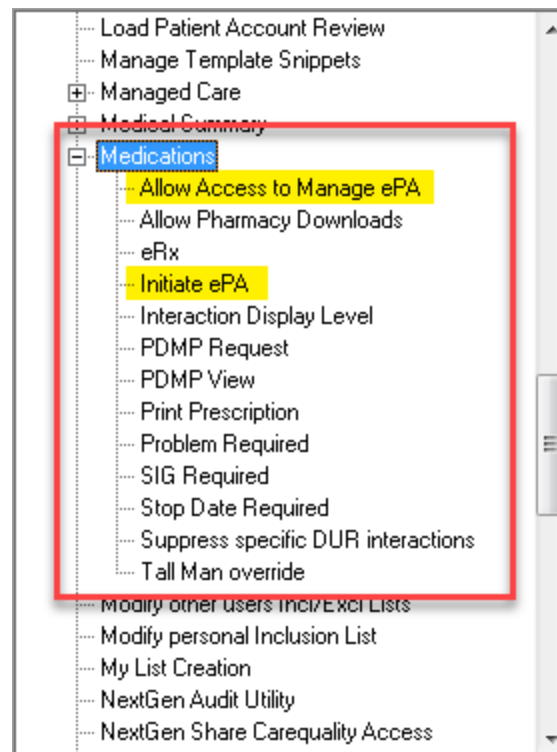 Load Patient Account Review
Manage Template Snippets
Managed Care
Medical Summary
Medications
Allow Access to Manage ePA
Allow Pharmacy Downloads
eRx
Initiate ePA
Interaction Display Level
PDMP Request
PDMP View
Print Prescription
Problem Required
SIG Required
Stop Date Required
Suppress specific DUR interactions
Tall Man override
Modify other users Incl/Excl Lists
Modify personal Inclusion List
My List Creation
NextGen Audit Utility
NextGen Share Carequality Access